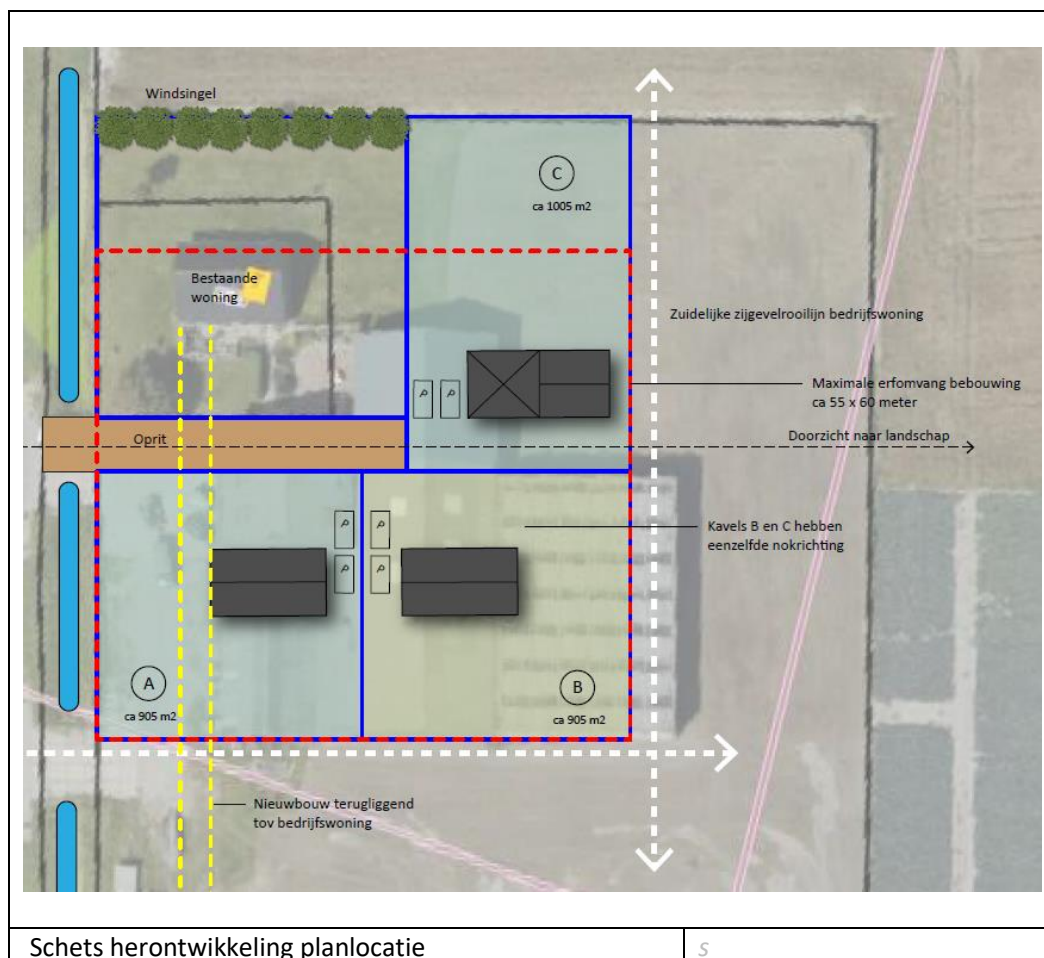 Windsingel
C
ca 1005 m2
Bestaande
woning
Zuidelijke zijgevelrooilijn bedrijfswoning
Maximale erfomvang bebouwing
ca 55 x 60 meter
Oprit
Doorzicht naar landschap
P P
P P
P P
Kavels B en C hebben
eenzelfde nokrichting
A
ca 905 m2
B
ca 905 m2
Nieuwbouw terugliggend
tov bedrijfswoning
Schets herontwikkeling planlocatie
s